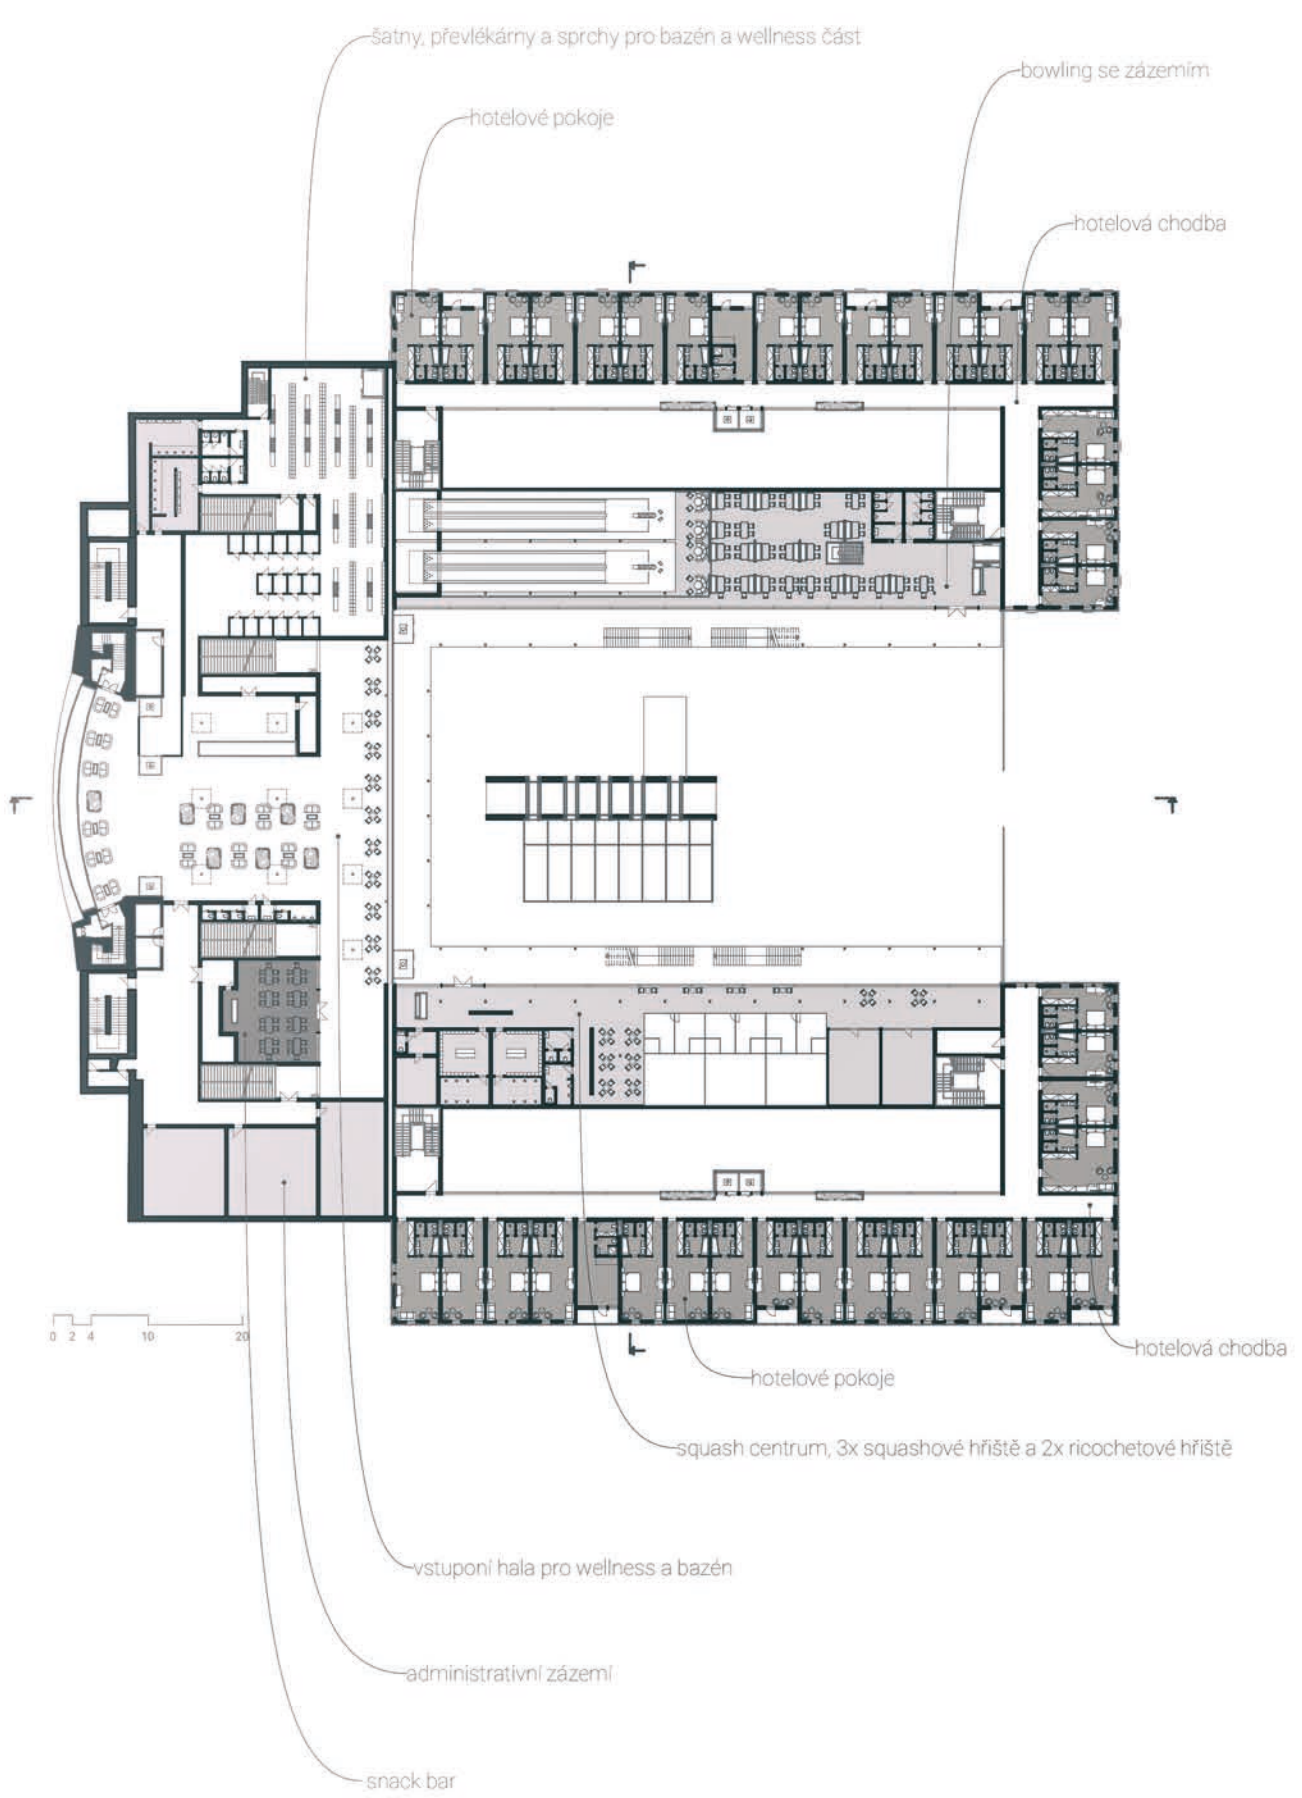 šatny, převlékárny a sprchy pro bazén a wellness část
bowling se zázemím
hotelové pokoje
hotelová chodba
0 2 4 10 20
hotelová chodba
hotelové pokoje
squash centrum, 3x squashové hřiště a 2x ricochetové hřiště
vstuponí hala pro wellness a bazén
administrativní zázemí
snack bar